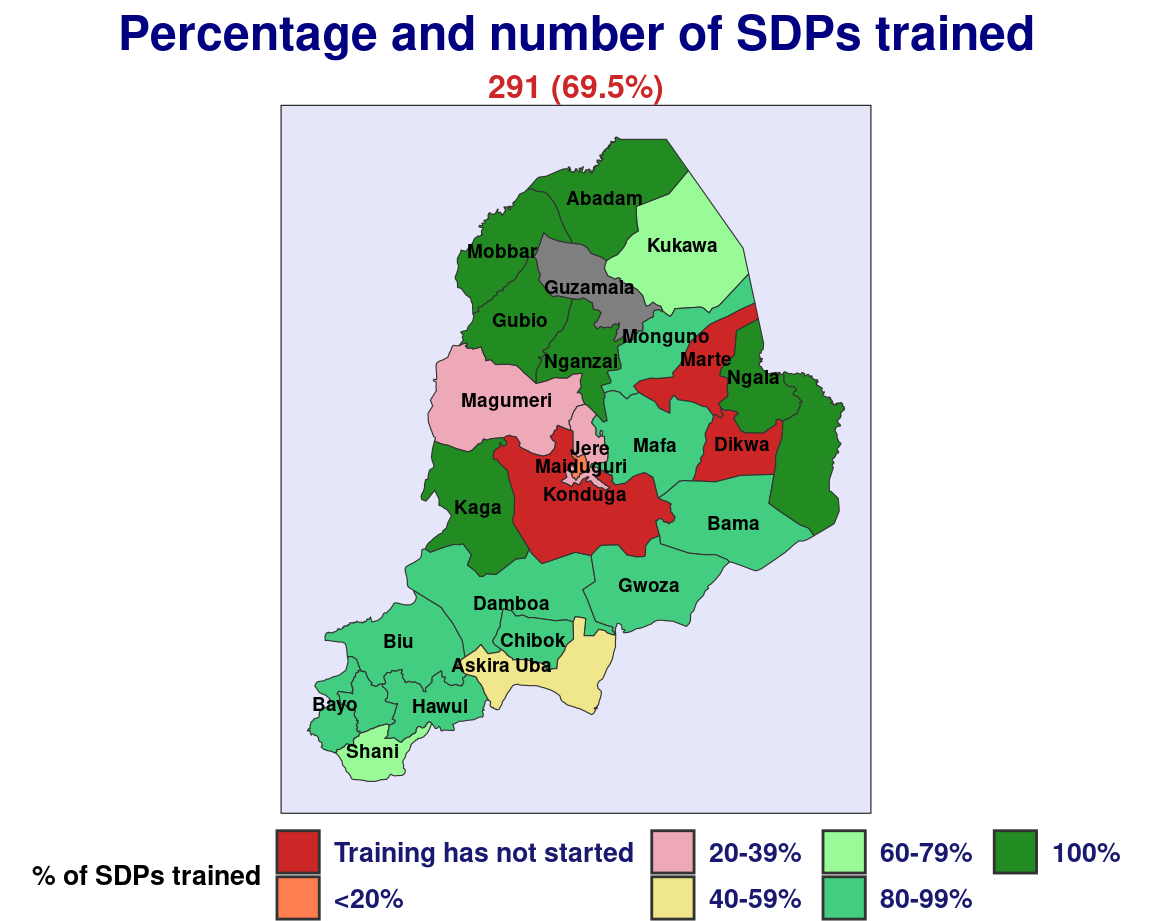 Percentage and number of SDPs trained
291 (69.5%)
Abadam
Kukawa
Mobbar
Guzamala
Gubio
Monguno
Nganzai
Marte
Ngala
Magumeri
Jere
Mafa
Dikwa
Maiduguri
Konduga
Kaga
Bama
Gwoza
Damboa
Biu
Chibok
Askira Uba
Bayo
Hawul
Shani
% of SDPs trained
Training has not started
<20%
20-39%
40-59%
60-79%
80-99%
100%